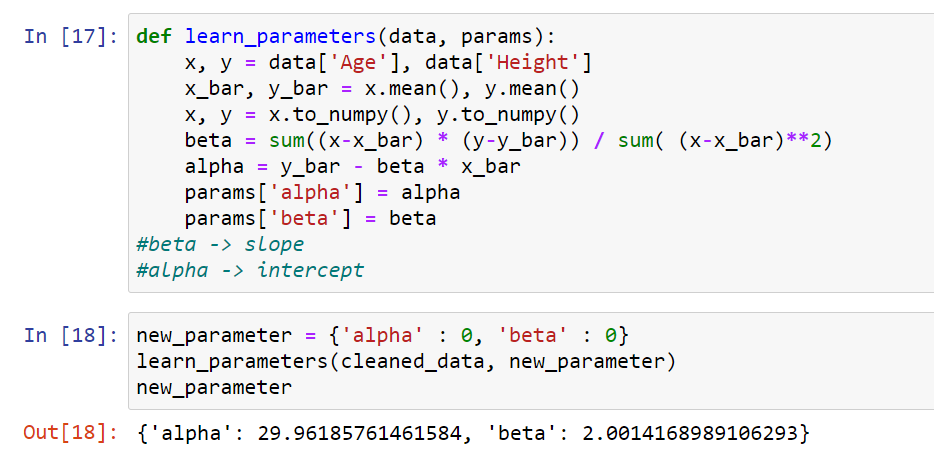 In [17]: def learn_parameters(data, params):
    x, y = data['Age'], data['Height']
    x_bar, y_bar = x.mean(), y.mean()
    x, y = x.to_numpy(), y.to_numpy()
    beta = sum((x-x_bar) * (y-y_bar)) / sum( (x-x_bar)**2)
    alpha = y_bar - beta * x_bar
    params['alpha'] = alpha
    params['beta'] = beta
#beta -> slope
#alpha -> intercept
In [18]: new_parameter = {'alpha' : 0, 'beta' : 0}
learn_parameters(cleaned_data, new_parameter)
new_parameter
Out[18]: {'alpha': 29.96185761461584, 'beta': 2.0014168989106293}